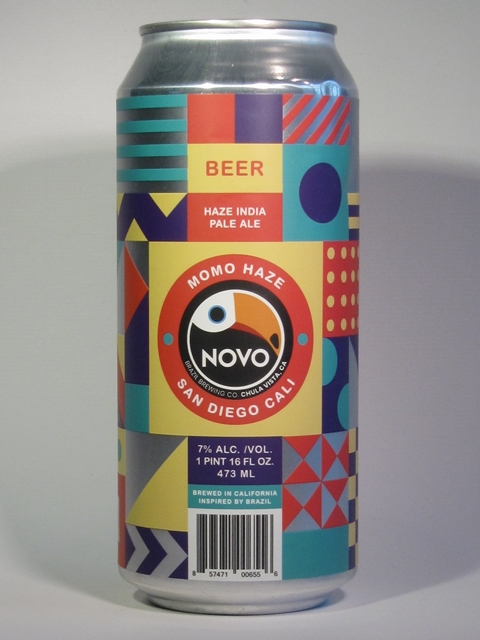 BEER
HAZE INDIA
PALE ALE
MOMO HAZE
NOVO
BRAZIL BREWING CO. CHULA VISTA, CA
SAN DIEGO CALI
7% ALC. /VOL.
1 PINT 16 FL OZ.
473 ML
BREWED IN CALIFORNIA
INSPIRED BY BRAZIL
8 57471 00655 6